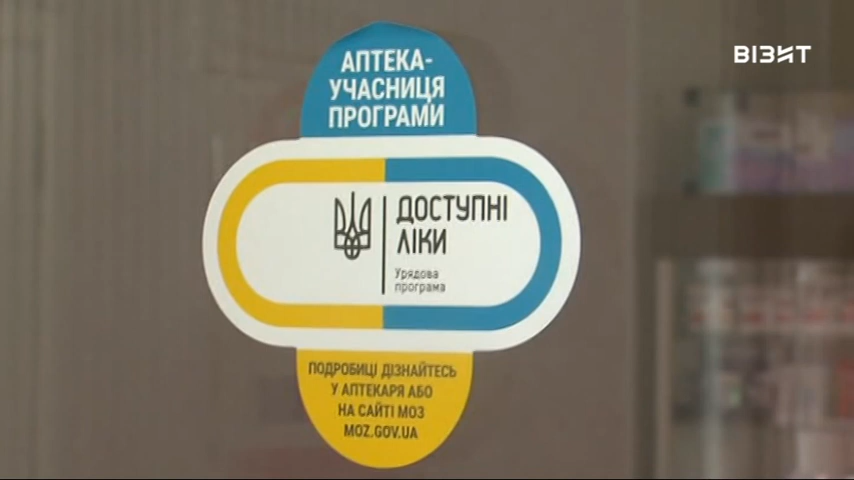 ВІЗИТ
АПТЕКА-
УЧАСНИЦЯ
ПРОГРАМИ
ДОСТУПНІ
ЛІКИ
Урядова
програма
ПОДРОБИЦІ ДІЗНАЙТЕСЬ
У АПТЕКАРЯ АБО
НА САЙТІ МОЗ
MOZ.GOV.UA